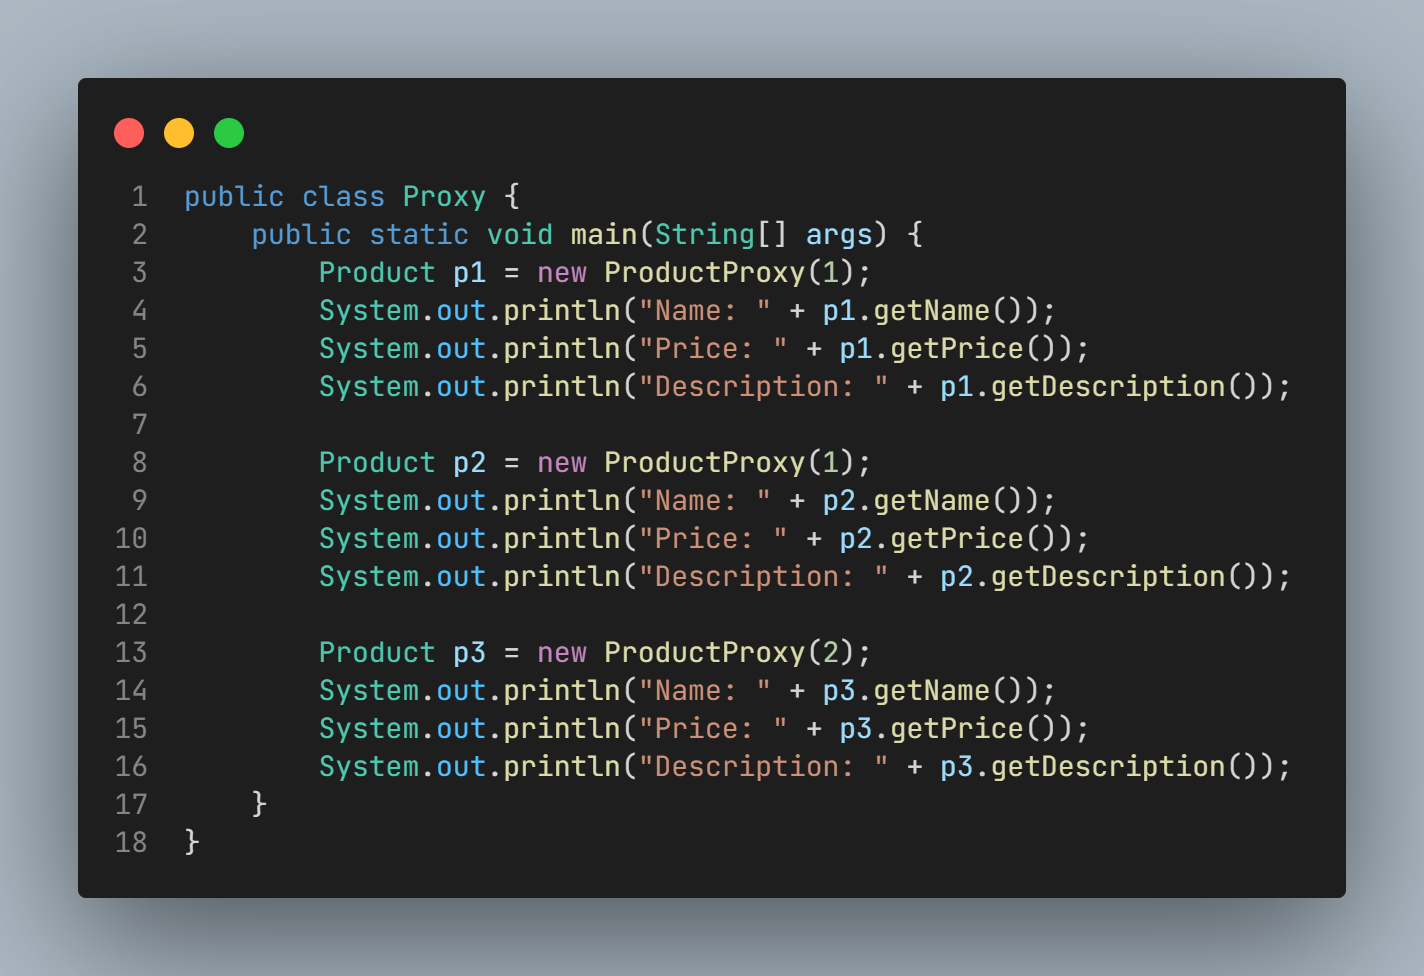 1 public class Proxy {
2     public static void main(String[] args) {
3         Product p1 = new ProductProxy(1);
4         System.out.println("Name: " + p1.getName());
5         System.out.println("Price: " + p1.getPrice());
6         System.out.println("Description: " + p1.getDescription());
7
8         Product p2 = new ProductProxy(1);
9         System.out.println("Name: " + p2.getName());
10         System.out.println("Price: " + p2.getPrice());
11         System.out.println("Description: " + p2.getDescription());
12
13         Product p3 = new ProductProxy(2);
14         System.out.println("Name: " + p3.getName());
15         System.out.println("Price: " + p3.getPrice());
16         System.out.println("Description: " + p3.getDescription());
17     }
18 }